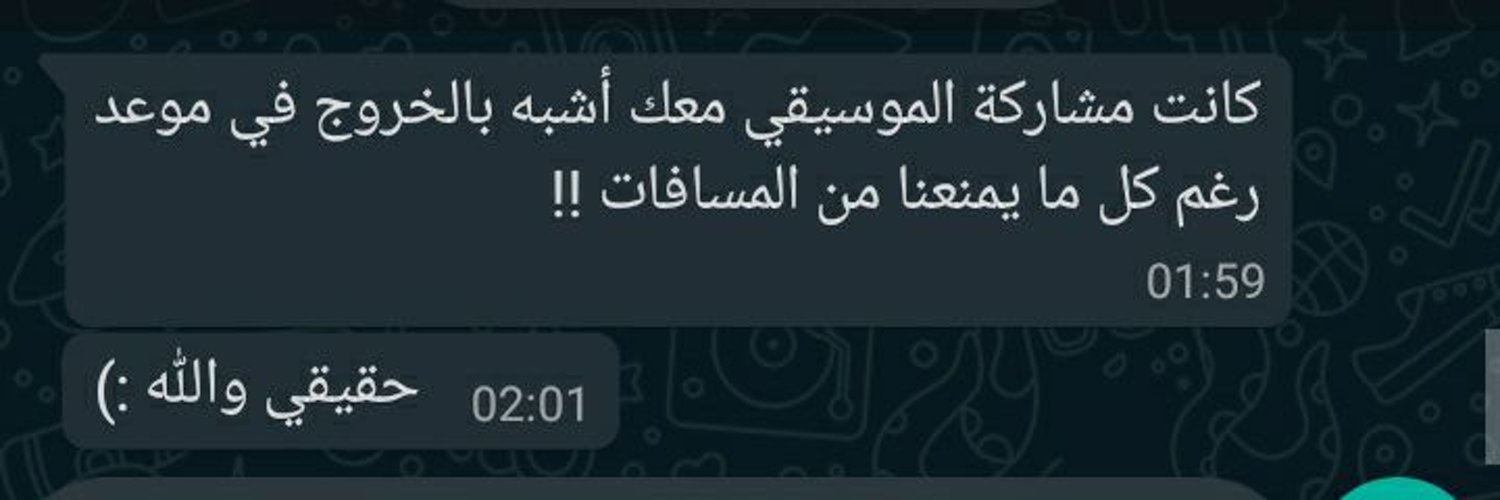 كانت مشاركة الموسيقي معك أشبه بالخروج في موعد
رغم كل ما يمنعنا من المسافات !!
01:59
حقيقي والله :)
02:01